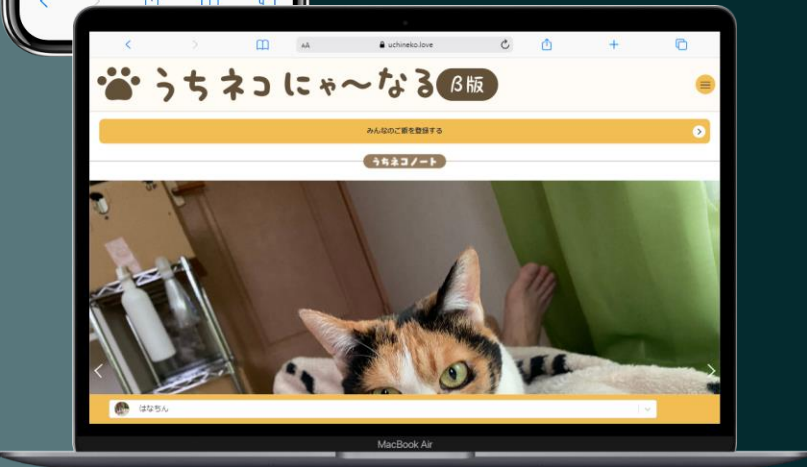 AA uchineko.love
うちネコにゃ〜なる β版
みんなのご飯を登録する
うちネコノート
はなちん
MacBook Air